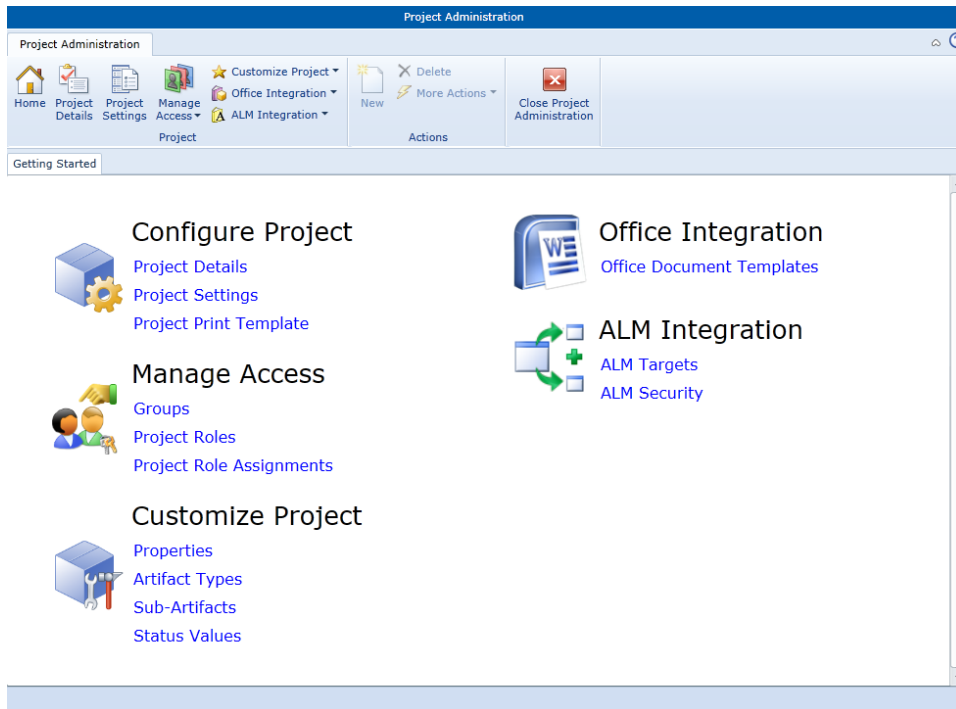 Project Administration
Project Administration
Home
Project Details
Project Settings
Manage Access
Customize Project
Office Integration
ALM Integration
Project
New
Delete
More Actions
Actions
Close Project Administration
Getting Started
Configure Project
Project Details
Project Settings
Project Print Template
Manage Access
Groups
Project Roles
Project Role Assignments
Customize Project
Properties
Artifact Types
Sub-Artifacts
Status Values
Office Integration
Office Document Templates
ALM Integration
ALM Targets
ALM Security